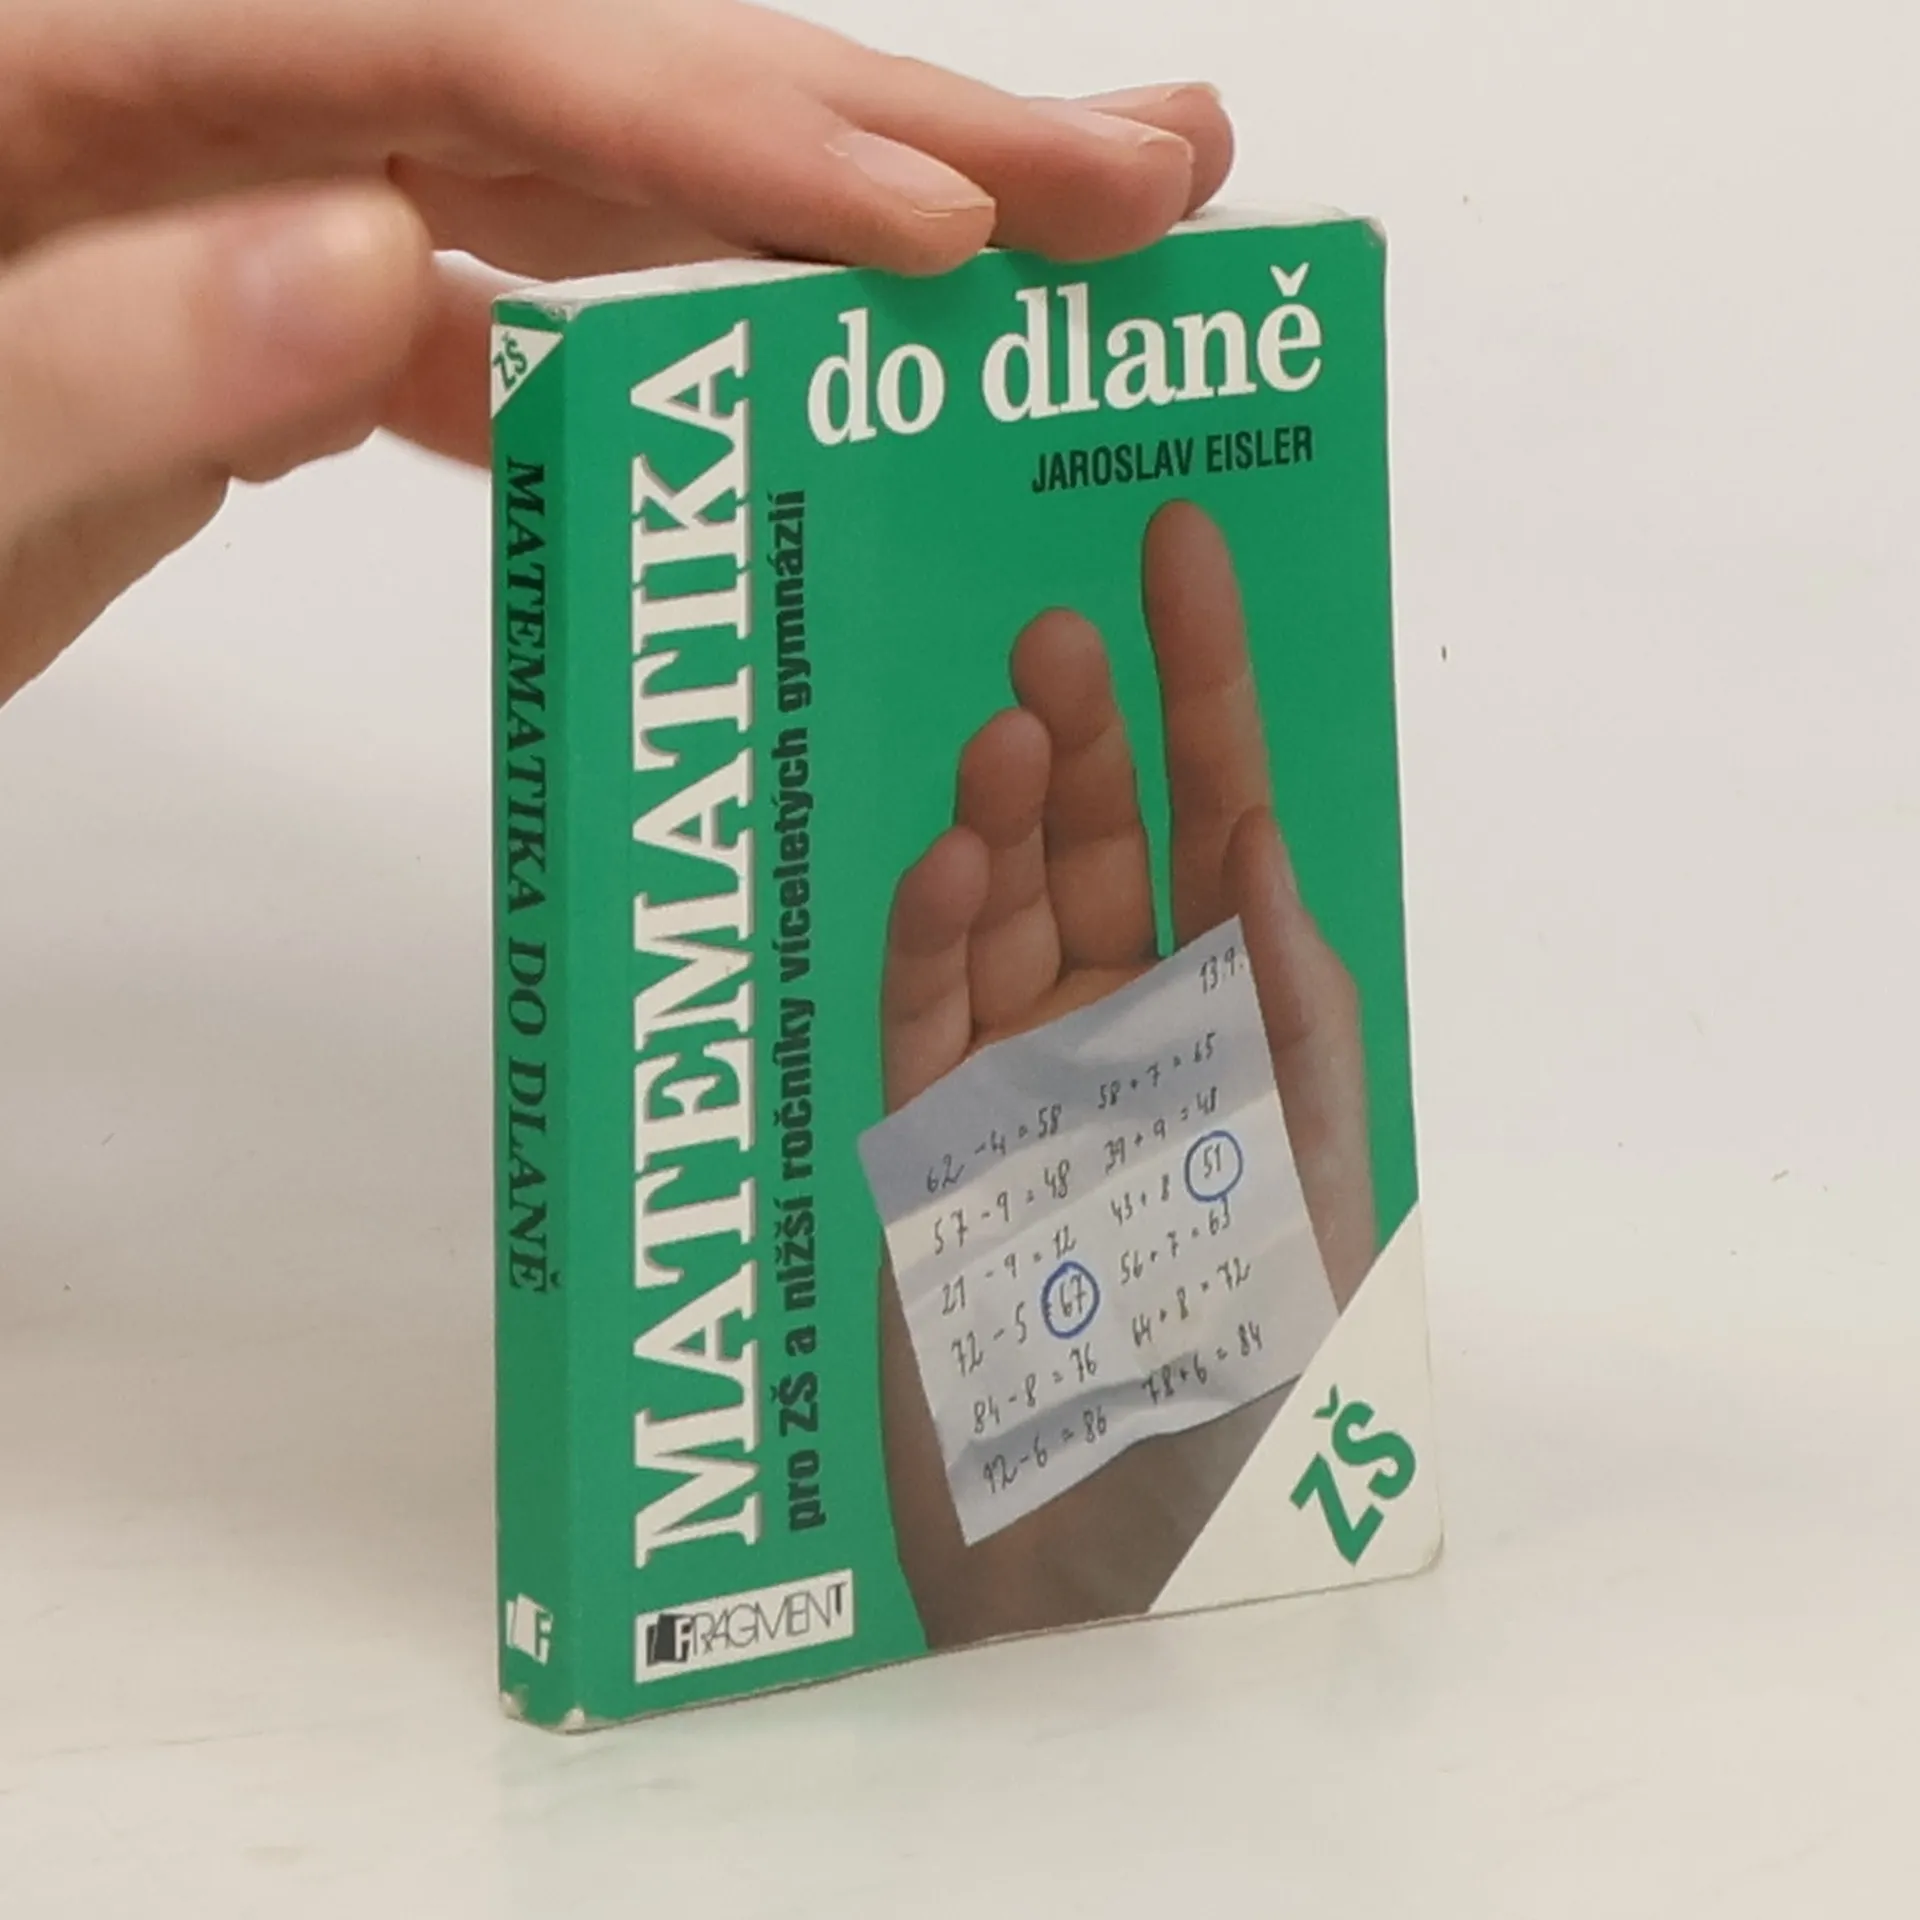 ZŠ
MATEMATIKA DO DLANĚ
F
MATEMATIKA
do dlaně
JAROSLAV EISLER
pro ZŠ a nižší ročníky víceletých gymnázií
13.9.
62 - 4 = 58
57 - 9 = 48
21 - 9 = 12
72 - 5 = 67
84 - 8 = 76
92 - 6 = 86
58 + 7 = 65
39 + 9 = 48
43 + 8 51
56 + 7 = 63
64 + 8 = 72
78 + 6 = 84
FRAGMENT
ZŠ